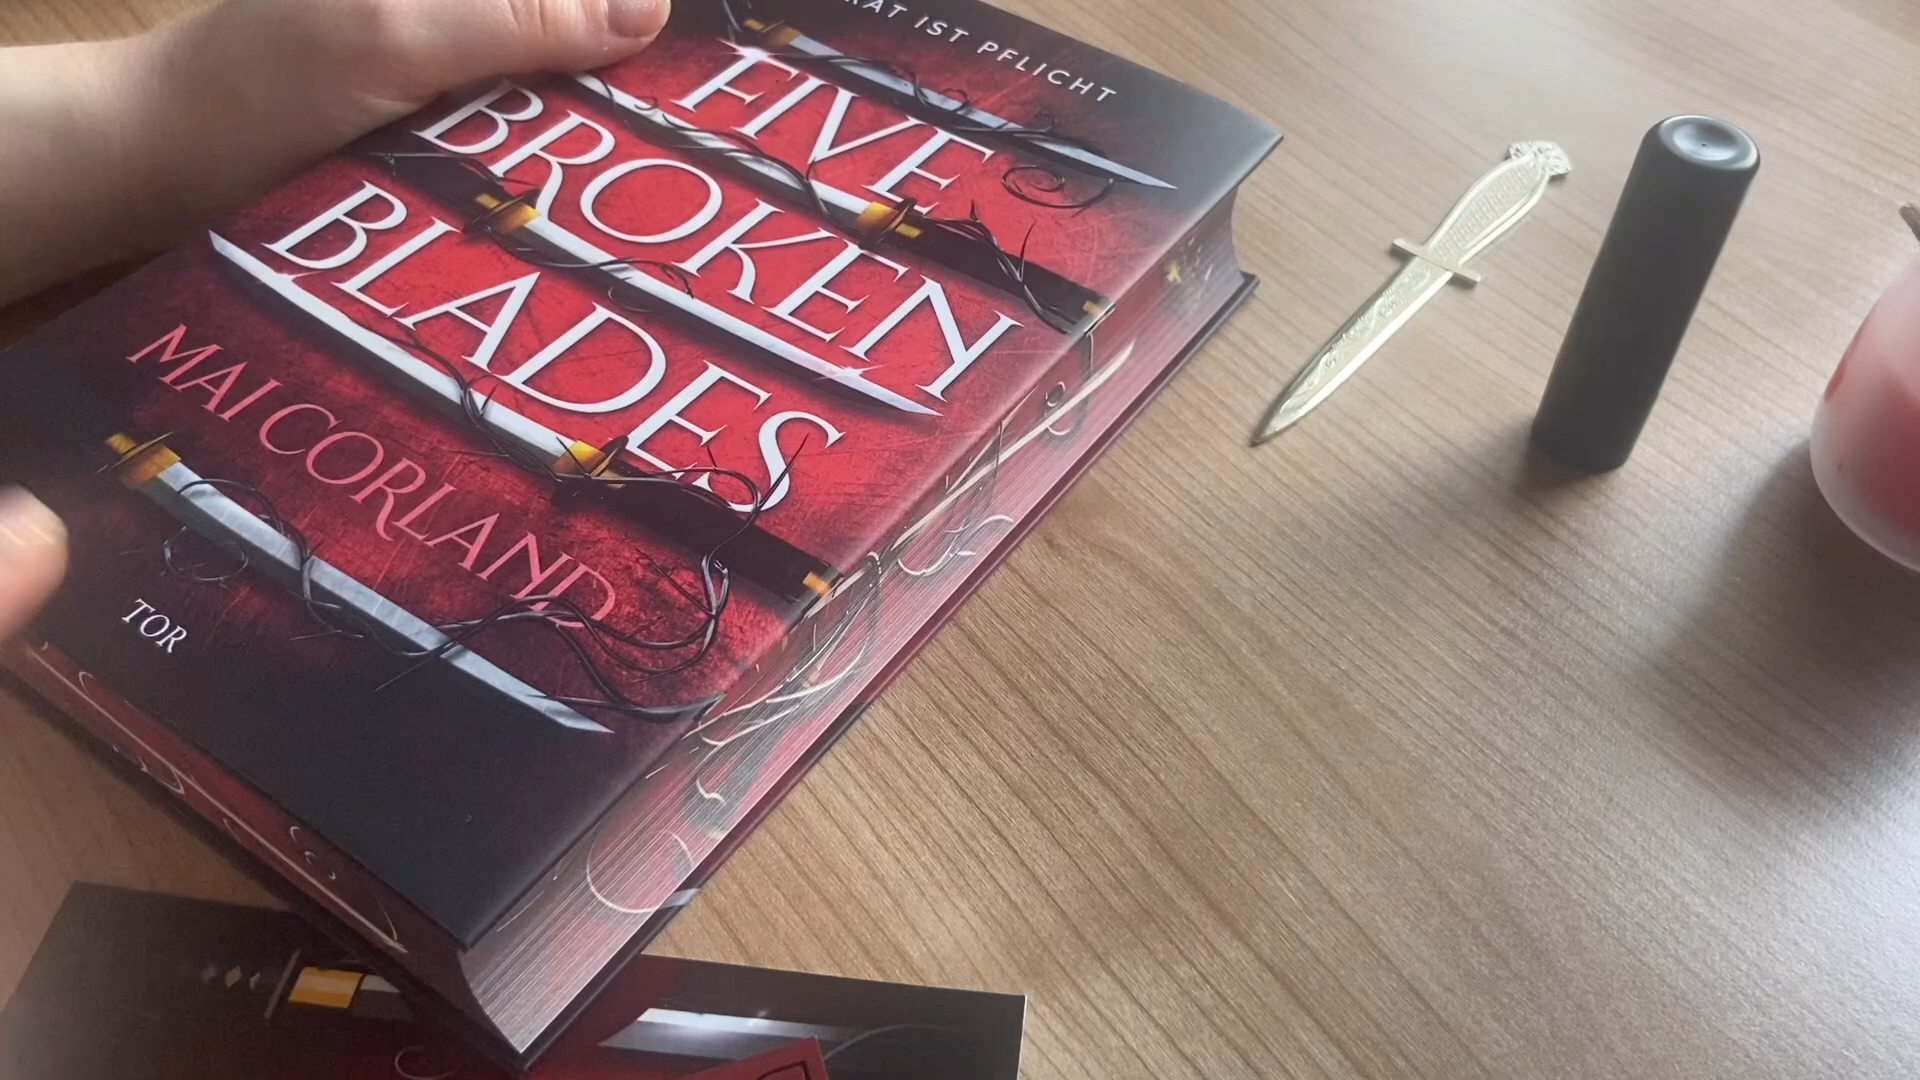 IST PFLICHT
FIVE
BROKEN
BLADES
MAI CORLAND
TOR